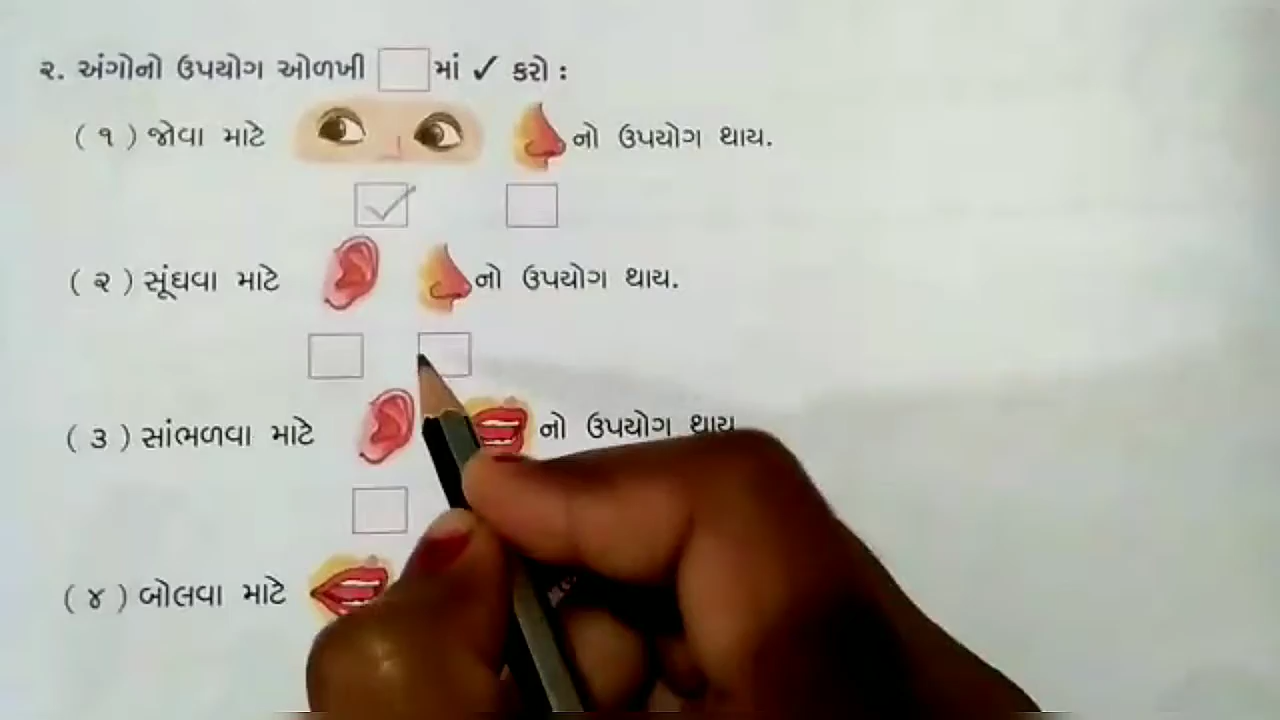 ૨. અંગોનો ઉપયોગ ઓળખી માં ✓ કરો :
( ૧ ) જોવા માટે નો ઉપયોગ થાય.
( ૨ ) સૂંઘવા માટે નો ઉપયોગ થાય.
( ૩ ) સાંભળવા માટે નો ઉપયોગ થાય
( ૪ ) બોલવા માટે